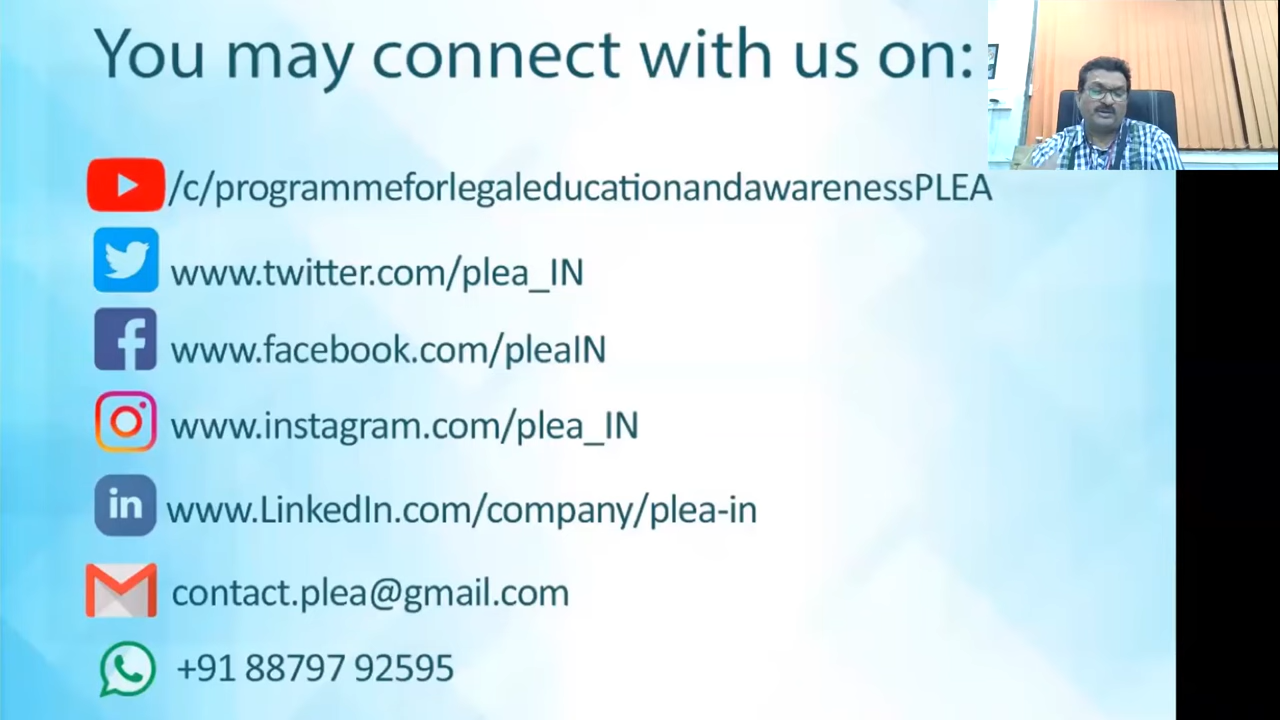 You may connect with us on:
/c/programmeforlegaleducationandawarenessPLEA
www.twitter.com/plea_IN
www.facebook.com/pleaIN
www.instagram.com/plea_IN
in
www.LinkedIn.com/company/plea-in
contact.plea@gmail.com
+91 88797 92595